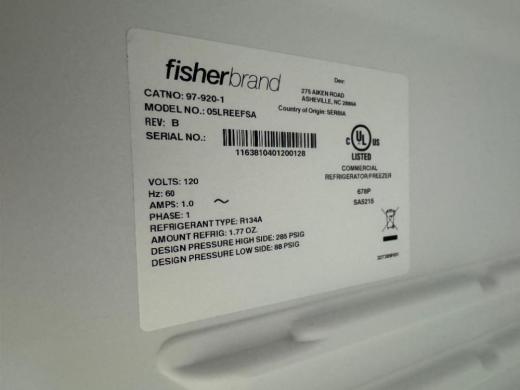 fisherbrand
Dev:
275 AIKEN ROAD
ASHEVILLE, NC 28804
Country of Origin: SERBIA
CATNO: 97-920-1
MODEL NO.: 05LREEFSA
REV: B
SERIAL NO.:
1163810401200128
C UL US
LISTED
COMMERCIAL
REFRIGERATOR/FREEZER
678P
SA5215
VOLTS: 120
Hz: 60
AMPS: 1.0 ~
PHASE: 1
REFRIGERANT TYPE: R134A
AMOUNT REFRIG: 1.77 OZ.
DESIGN PRESSURE HIGH SIDE: 285 PSIG
DESIGN PRESSURE LOW SIDE: 88 PSIG